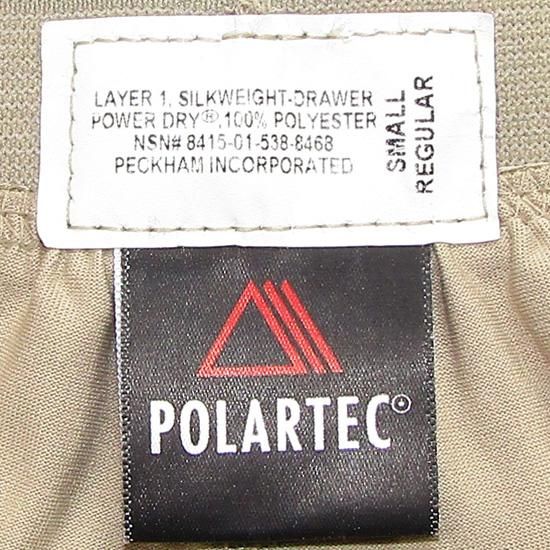 LAYER 1, SILKWEIGHT-DRAWER
POWER DRY®,100% POLYESTER
NSN# 8415-01-538-8468
PECKHAM INCORPORATED
SMALL
REGULAR
POLARTEC®